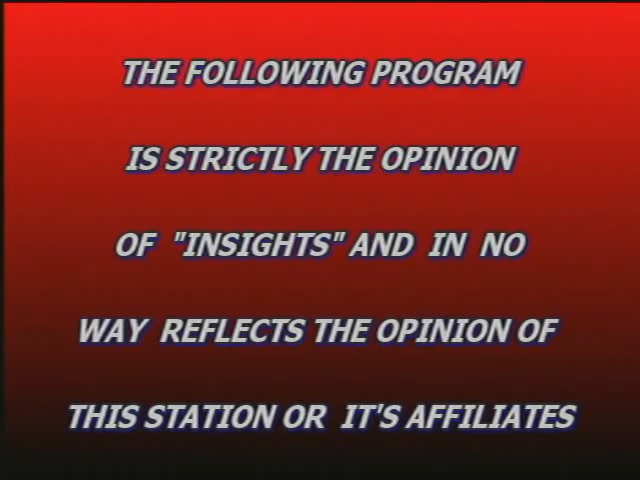 THE FOLLOWING PROGRAM
IS STRICTLY THE OPINION
OF "INSIGHTS" AND IN NO
WAY REFLECTS THE OPINION OF
THIS STATION OR IT'S AFFILIATES